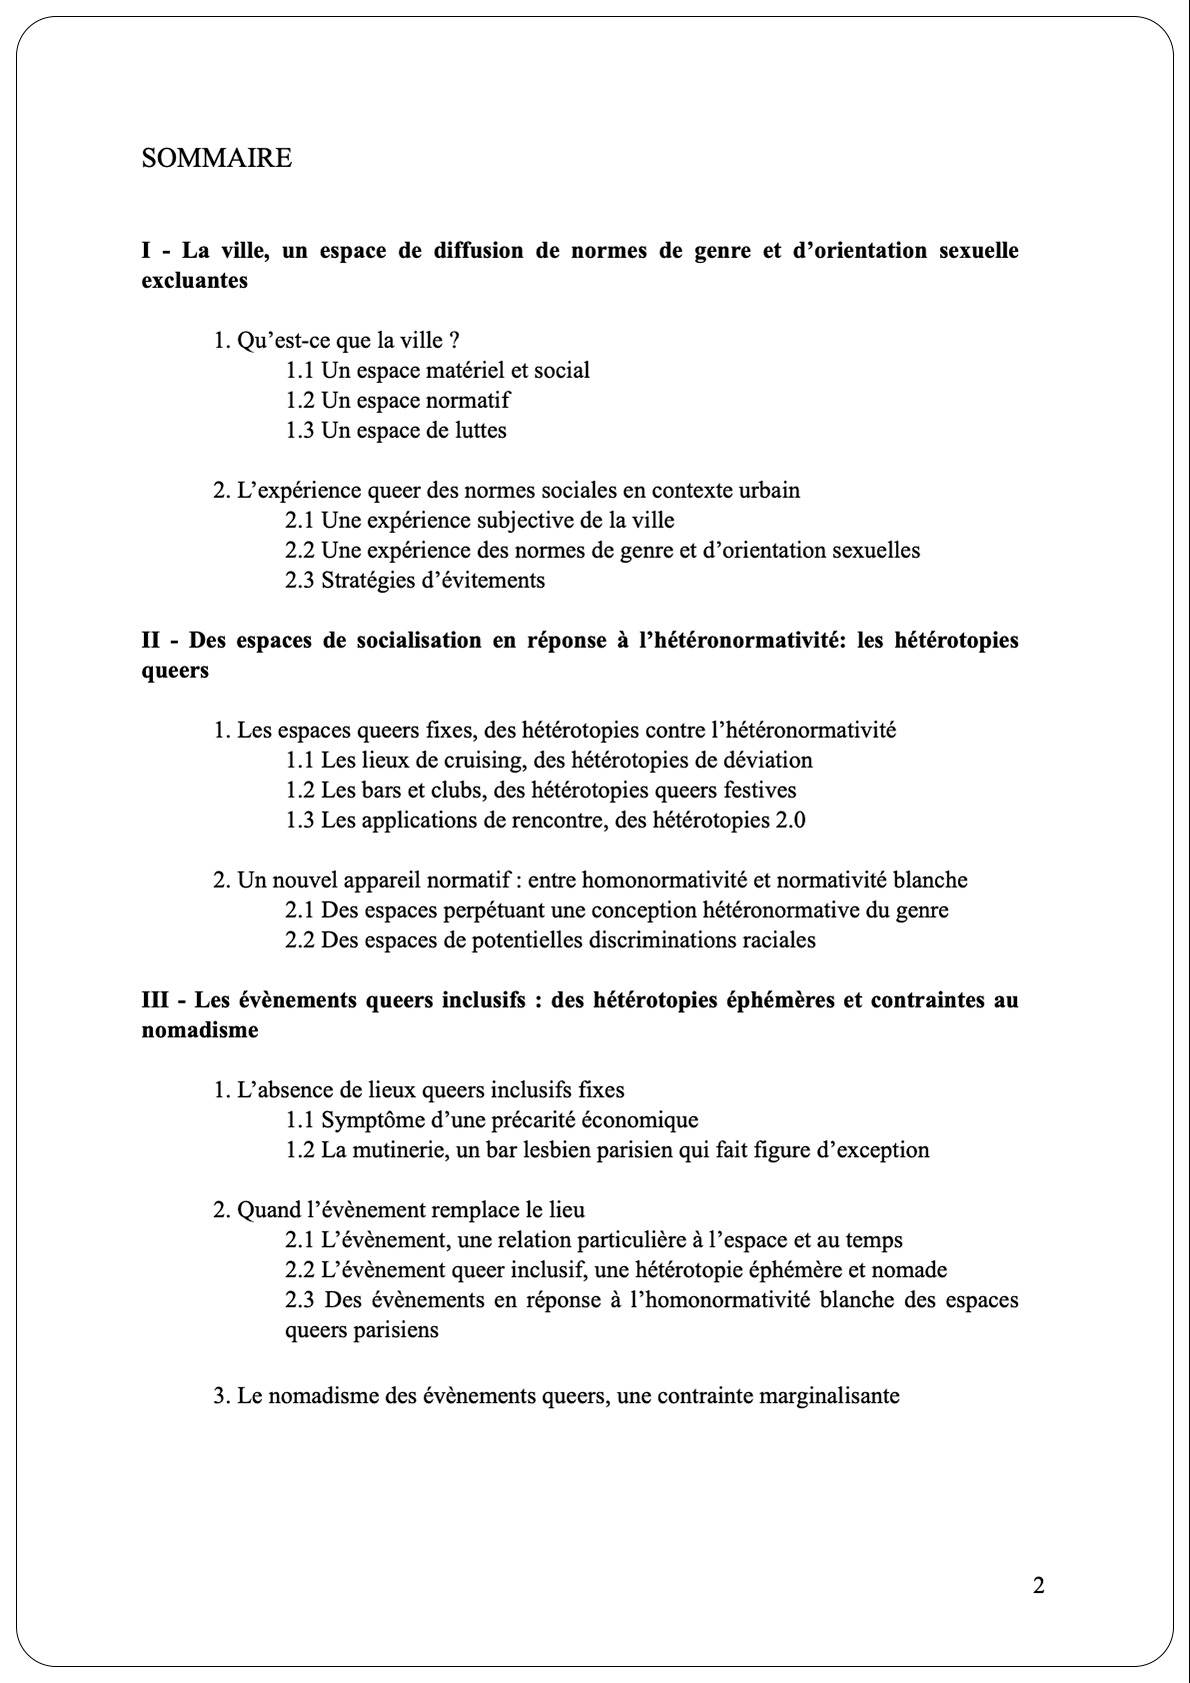 SOMMAIRE
I - La ville, un espace de diffusion de normes de genre et d’orientation sexuelle
excluantes
1. Qu’est-ce que la ville ?
1.1 Un espace matériel et social
1.2 Un espace normatif
1.3 Un espace de luttes
2. L’expérience queer des normes sociales en contexte urbain
2.1 Une expérience subjective de la ville
2.2 Une expérience des normes de genre et d’orientation sexuelles
2.3 Stratégies d’évitements
II - Des espaces de socialisation en réponse à l’hétéronormativité: les hétérotopies
queers
1. Les espaces queers fixes, des hétérotopies contre l’hétéronormativité
1.1 Les lieux de cruising, des hétérotopies de déviation
1.2 Les bars et clubs, des hétérotopies queers festives
1.3 Les applications de rencontre, des hétérotopies 2.0
2. Un nouvel appareil normatif : entre homonormativité et normativité blanche
2.1 Des espaces perpétuant une conception hétéronormative du genre
2.2 Des espaces de potentielles discriminations raciales
III - Les évènements queers inclusifs : des hétérotopies éphémères et contraintes au
nomadisme
1. L’absence de lieux queers inclusifs fixes
1.1 Symptôme d’une précarité économique
1.2 La mutinerie, un bar lesbien parisien qui fait figure d’exception
2. Quand l’évènement remplace le lieu
2.1 L’évènement, une relation particulière à l’espace et au temps
2.2 L’évènement queer inclusif, une hétérotopie éphémère et nomade
2.3 Des évènements en réponse à l’homonormativité blanche des espaces
queers parisiens
3. Le nomadisme des évènements queers, une contrainte marginalisante
2